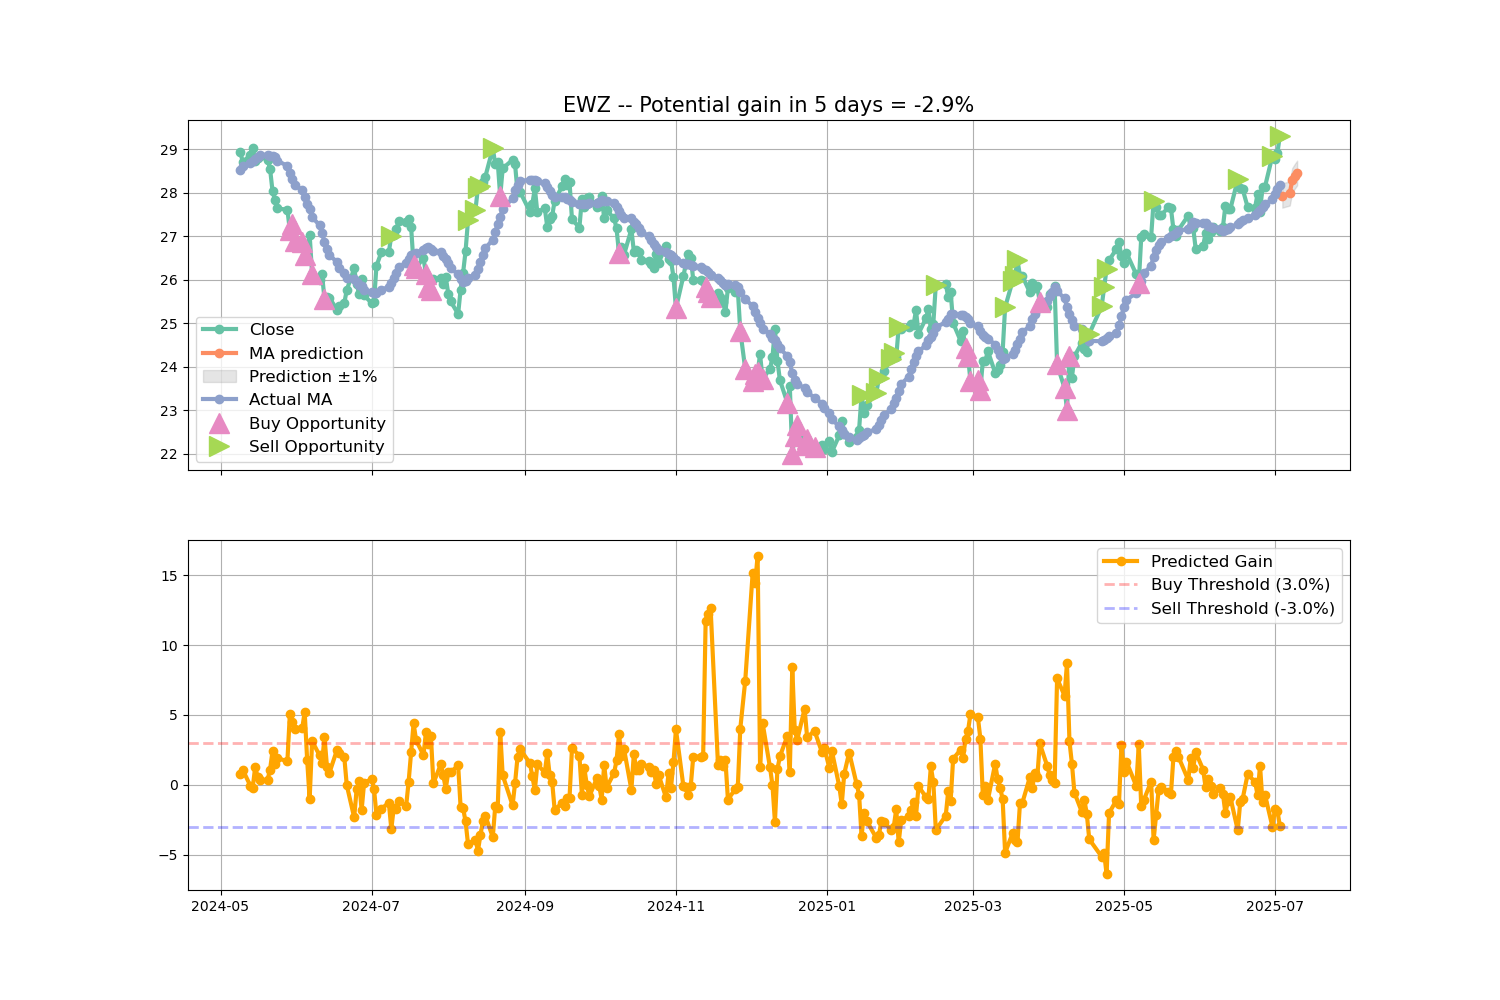 EWZ -- Potential gain in 5 days = -2.9%
29
28
27
26
25
24
23
22
Close
MA prediction
Prediction ±1%
Actual MA
Buy Opportunity
Sell Opportunity
15
10
5
0
−5
Predicted Gain
Buy Threshold (3.0%)
Sell Threshold (-3.0%)
2024-05
2024-07
2024-09
2024-11
2025-01
2025-03
2025-05
2025-07